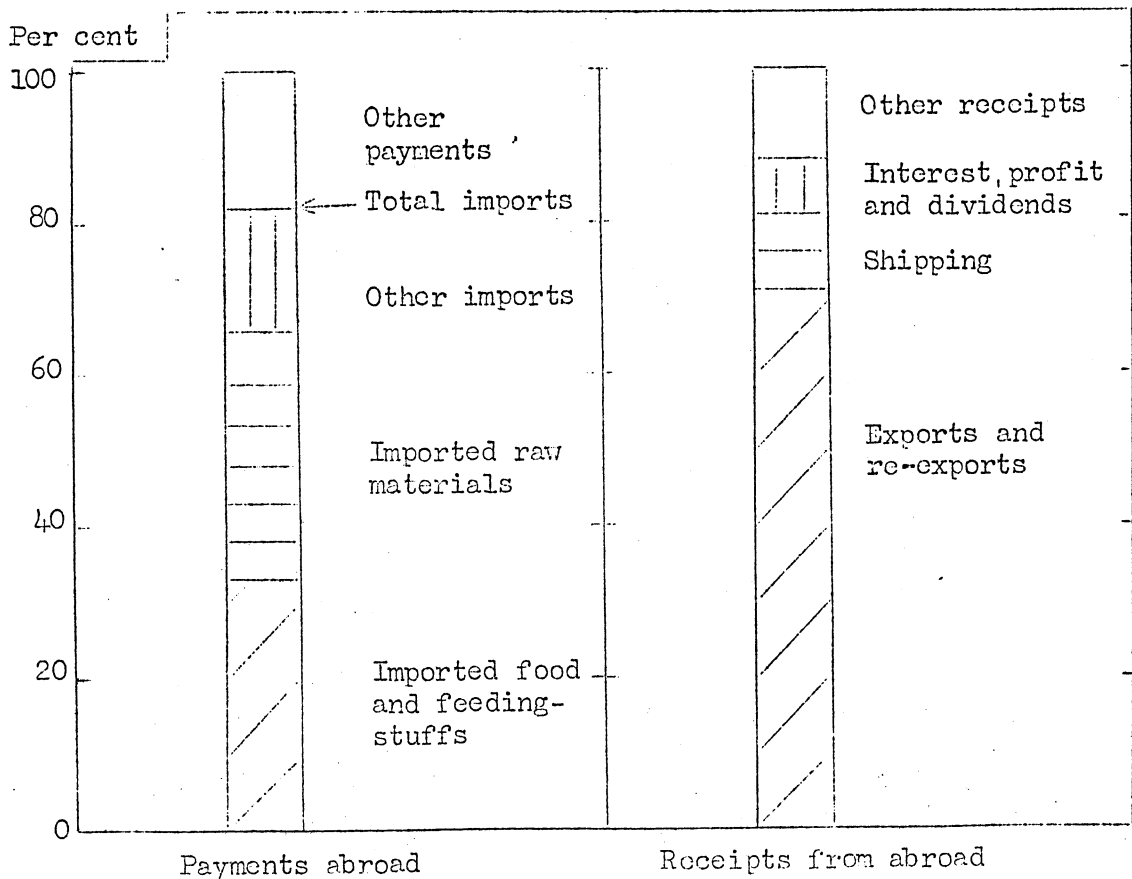 Per cent
100
80
60
40
20
0
Other
payments
Total imports
Other imports
Imported raw
materials
Imported food
and feeding-
stuffs
Payments abroad
Other receipts
Interest, profit
and dividends
Shipping
Exports and
re-exports
Receipts from abroad